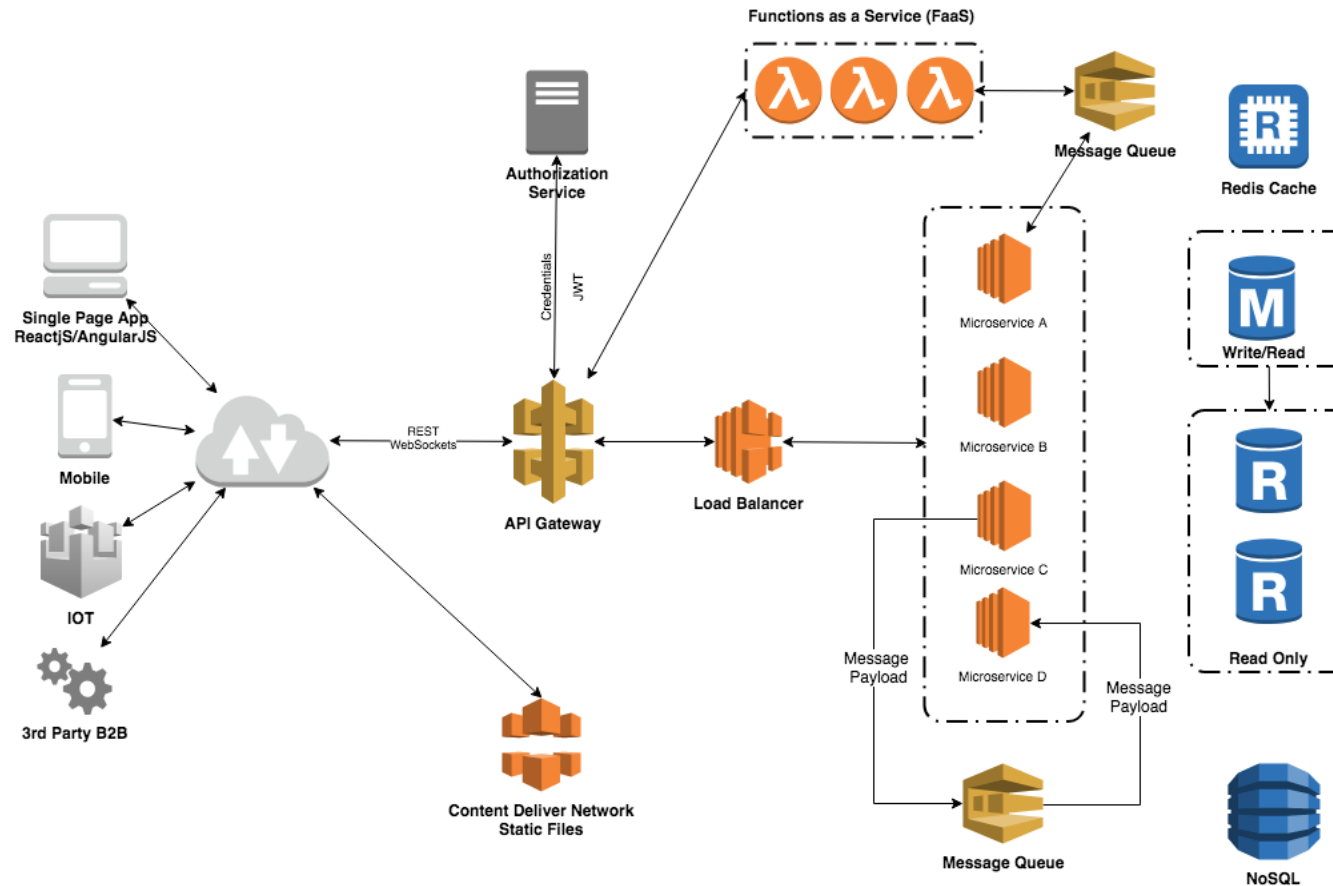 Functions as a Service (FaaS)
Message Queue
Authorization
Service
R
Redis Cache
Credentials
JWT
Single Page App
ReactjS/AngularJS
Microservice A
M
Write/Read
Mobile
REST
WebSockets
API Gateway
Load Balancer
Microservice B
R
IOT
Microservice C
R
Read Only
3rd Party B2B
Message
Payload
Microservice D
Message
Payload
Content Deliver Network
Static Files
Message Queue
NoSQL